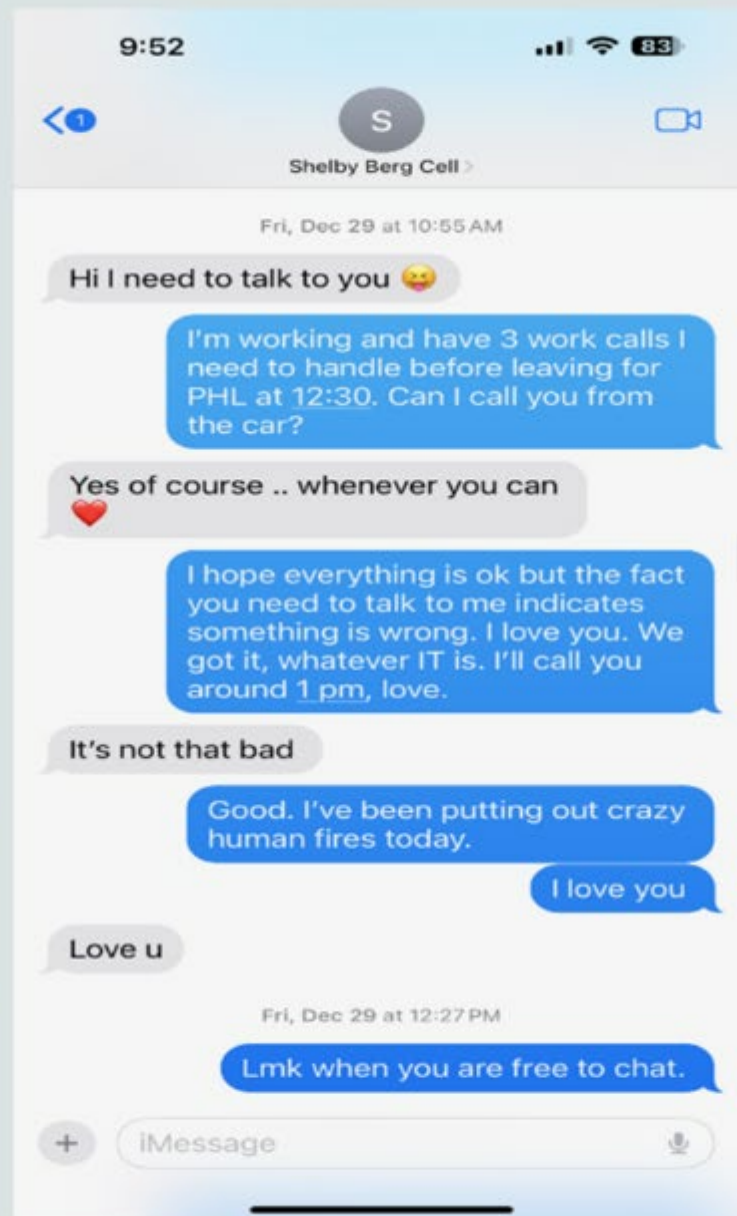 9:52
83
1
S
Shelby Berg Cell
Fri, Dec 29 at 10:55 AM
Hi I need to talk to you 😝
I'm working and have 3 work calls I
need to handle before leaving for
PHL at 12:30. Can I call you from
the car?
Yes of course .. whenever you can
❤️
I hope everything is ok but the fact
you need to talk to me indicates
something is wrong. I love you. We
got it, whatever IT is. I'll call you
around 1 pm, love.
It's not that bad
Good. I've been putting out crazy
human fires today.
I love you
Love u
Fri, Dec 29 at 12:27 PM
Lmk when you are free to chat.
iMessage